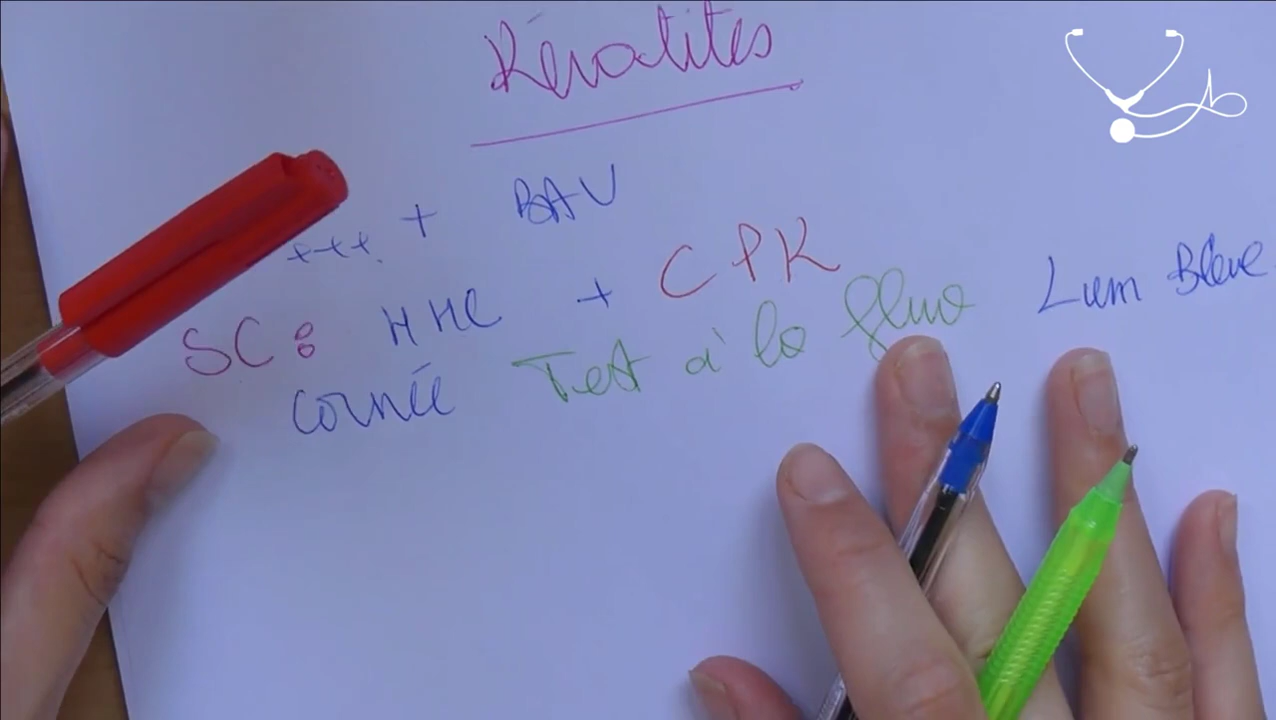 Kératites
+++ + BAV
SC: HHC + CPK
cornée Test à la fluo Lum Bleue